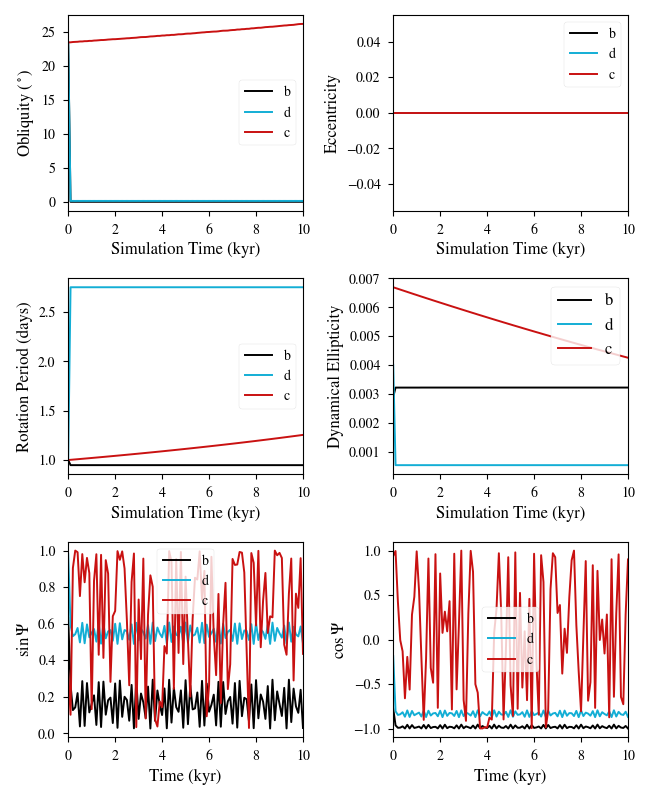 Obliquity (°)
25
20
15
10
5
0
b
d
c
0 2 4 6 8 10
Simulation Time (kyr)
Eccentricity
0.04
0.02
0.00
−0.02
−0.04
b
d
c
0 2 4 6 8 10
Simulation Time (kyr)
Rotation Period (days)
2.5
2.0
1.5
1.0
b
d
c
0 2 4 6 8 10
Simulation Time (kyr)
Dynamical Ellipticity
0.007
0.006
0.005
0.004
0.003
0.002
0.001
b
d
c
0 2 4 6 8 10
Simulation Time (kyr)
sin Ψ
1.0
0.8
0.6
0.4
0.2
0.0
b
d
c
0 2 4 6 8 10
Time (kyr)
cos Ψ
1.0
0.5
0.0
−0.5
−1.0
b
d
c
0 2 4 6 8 10
Time (kyr)